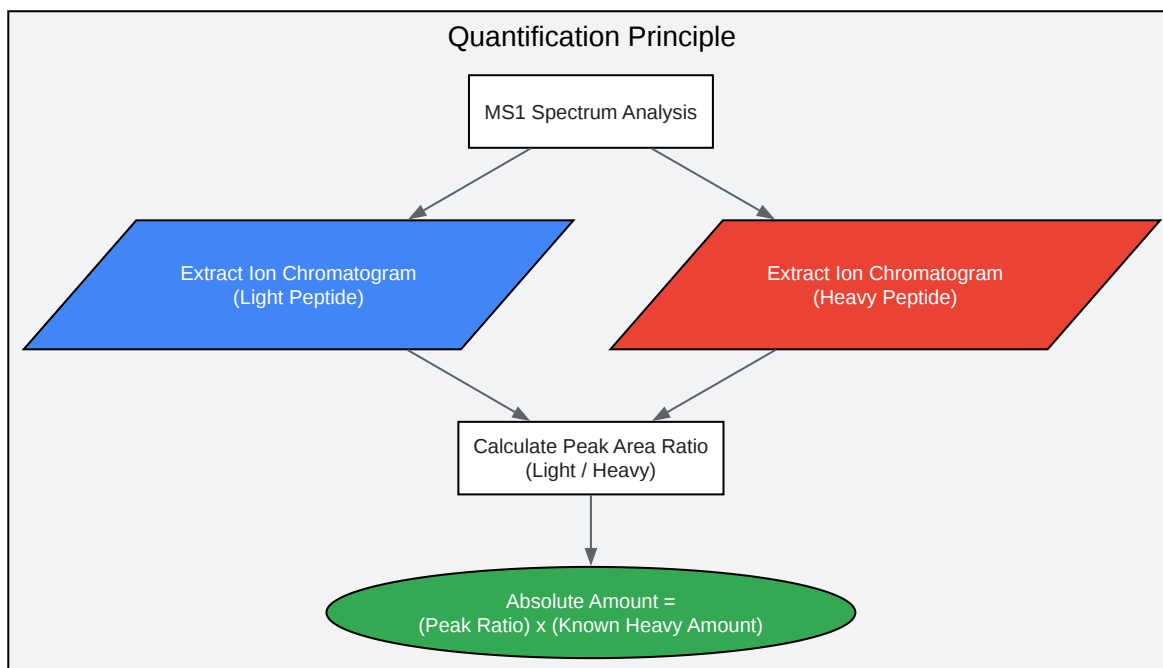 Quantification Principle
MS1 Spectrum Analysis
Extract Ion Chromatogram
(Light Peptide)
Extract Ion Chromatogram
(Heavy Peptide)
Calculate Peak Area Ratio
(Light / Heavy)
Absolute Amount =
(Peak Ratio) x (Known Heavy Amount)